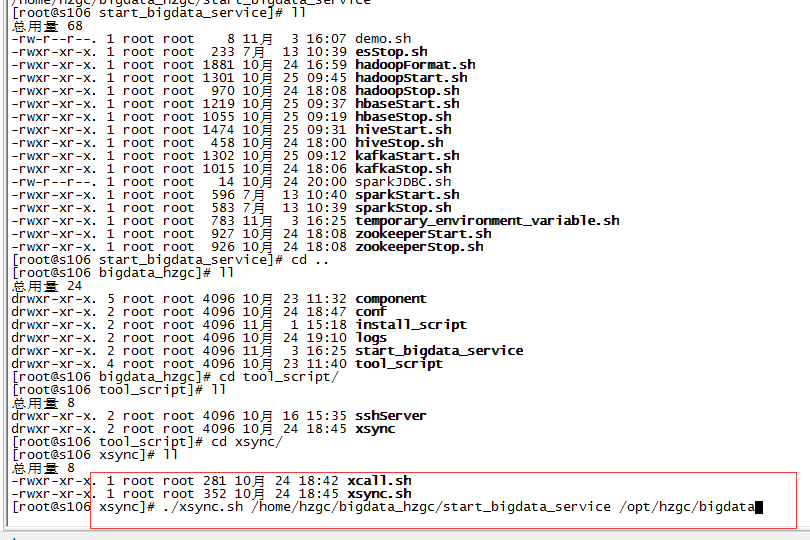 /home/hzgc/bigdata_hzgc/start_bigdata_service
[root@s106 start_bigdata_service]# ll
总用量 68
-rw-r--r--. 1 root root    8 11月  3 16:07 demo.sh
-rwxr-xr-x. 1 root root  233 7月  13 10:39 esStop.sh
-rwxr-xr-x. 1 root root 1881 10月 24 16:59 hadoopFormat.sh
-rwxr-xr-x. 1 root root 1301 10月 25 09:45 hadoopStart.sh
-rwxr-xr-x. 1 root root  970 10月 24 18:08 hadoopStop.sh
-rwxr-xr-x. 1 root root 1219 10月 25 09:37 hbaseStart.sh
-rwxr-xr-x. 1 root root 1055 10月 25 09:19 hbaseStop.sh
-rwxr-xr-x. 1 root root 1474 10月 25 09:31 hiveStart.sh
-rwxr-xr-x. 1 root root  458 10月 24 18:00 hiveStop.sh
-rwxr-xr-x. 1 root root 1302 10月 25 09:12 kafkaStart.sh
-rwxr-xr-x. 1 root root 1015 10月 24 18:06 kafkaStop.sh
-rw-r--r--. 1 root root   14 10月 24 20:00 sparkJDBC.sh
-rwxr-xr-x. 1 root root  596 7月  13 10:40 sparkStart.sh
-rwxr-xr-x. 1 root root  583 7月  13 10:39 sparkStop.sh
-rwxr-xr-x. 1 root root  783 11月  3 16:25 temporary_environment_variable.sh
-rwxr-xr-x. 1 root root  927 10月 24 18:08 zookeeperStart.sh
-rwxr-xr-x. 1 root root  926 10月 24 18:08 zookeeperStop.sh
[root@s106 start_bigdata_service]# cd ..
[root@s106 bigdata_hzgc]# ll
总用量 24
drwxr-xr-x. 5 root root 4096 10月 23 11:32 component
drwxr-xr-x. 2 root root 4096 10月 24 18:47 conf
drwxr-xr-x. 2 root root 4096 11月  1 15:18 install_script
drwxr-xr-x. 2 root root 4096 10月 24 19:10 logs
drwxr-xr-x. 2 root root 4096 11月  3 16:25 start_bigdata_service
drwxr-xr-x. 4 root root 4096 10月 23 11:40 tool_script
[root@s106 bigdata_hzgc]# cd tool_script/
[root@s106 tool_script]# ll
总用量 8
drwxr-xr-x. 2 root root 4096 10月 16 15:35 sshServer
drwxr-xr-x. 2 root root 4096 10月 24 18:45 xsync
[root@s106 tool_script]# cd xsync/
[root@s106 xsync]# ll
总用量 8
-rwxr-xr-x. 1 root root 281 10月 24 18:42 xcall.sh
-rwxr-xr-x. 1 root root 352 10月 24 18:45 xsync.sh
[root@s106 xsync]# ./xsync.sh /home/hzgc/bigdata_hzgc/start_bigdata_service /opt/hzgc/bigdata